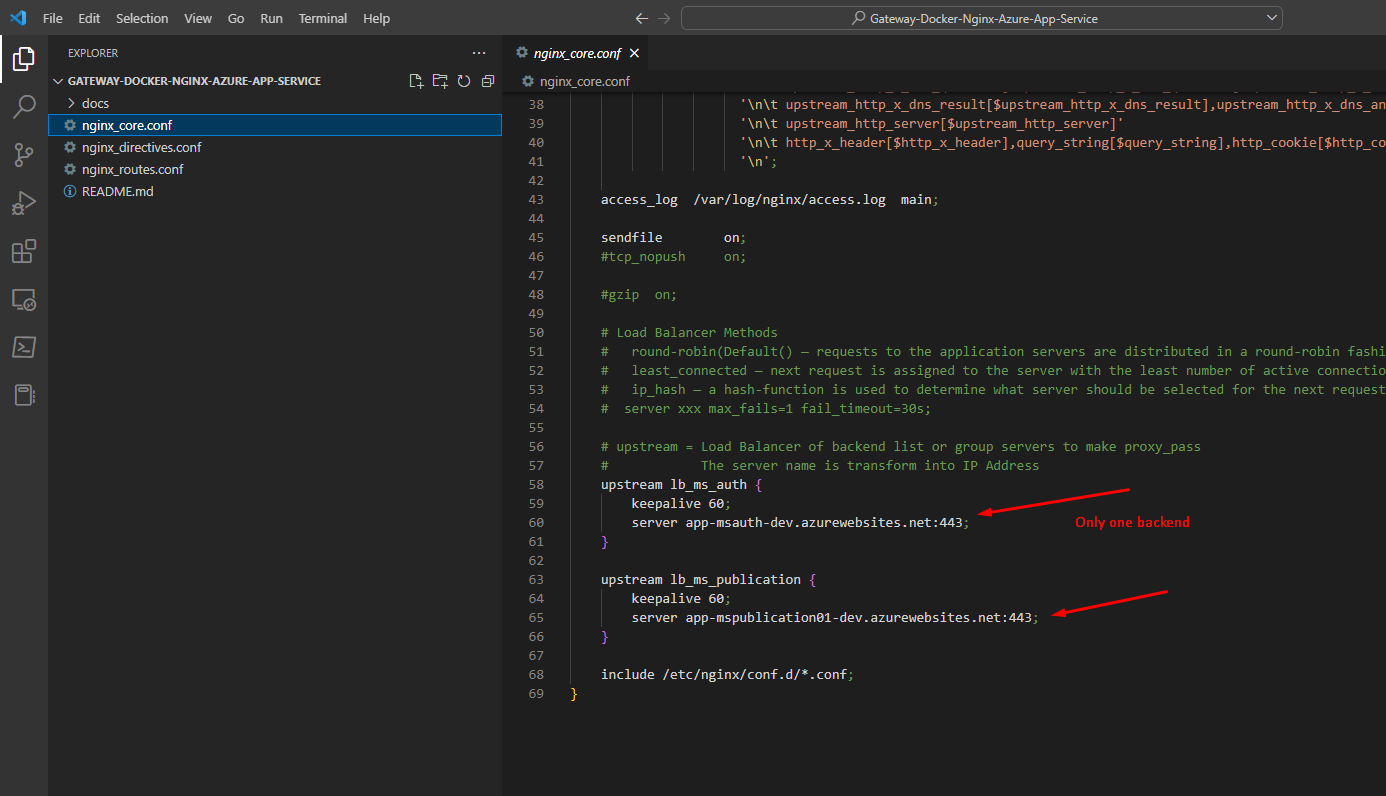 File Edit Selection View Go Run Terminal Help
Gateway-Docker-Nginx-Azure-App-Service
EXPLORER
GATEWAY-DOCKER-NGINX-AZURE-APP-SERVICE
docs
nginx_core.conf
nginx_directives.conf
nginx_routes.conf
README.md
nginx_core.conf
nginx_core.conf
38 '\n\t upstream_http_x_dns_result[$upstream_http_x_dns_result],upstream_http_x_dns_an
39 '\n\t upstream_http_server[$upstream_http_server]'
40 '\n\t http_x_header[$http_x_header],query_string[$query_string],http_cookie[$http_co
41 '\n';
42
43 access_log  /var/log/nginx/access.log  main;
44
45 sendfile        on;
46 #tcp_nopush     on;
47
48 #gzip  on;
49
50 # Load Balancer Methods
51 #   round-robin(Default() — requests to the application servers are distributed in a round-robin fashi
52 #   least_connected — next request is assigned to the server with the least number of active connectio
53 #   ip_hash — a hash-function is used to determine what server should be selected for the next request
54 #  server xxx max_fails=1 fail_timeout=30s;
55
56 # upstream = Load Balancer of backend list or group servers to make proxy_pass
57 #            The server name is transform into IP Address
58 upstream lb_ms_auth {
59 keepalive 60;
60 server app-msauth-dev.azurewebsites.net:443;
Only one backend
61 }
62
63 upstream lb_ms_publication {
64 keepalive 60;
65 server app-mspublication01-dev.azurewebsites.net:443;
66 }
67
68 include /etc/nginx/conf.d/*.conf;
69 }